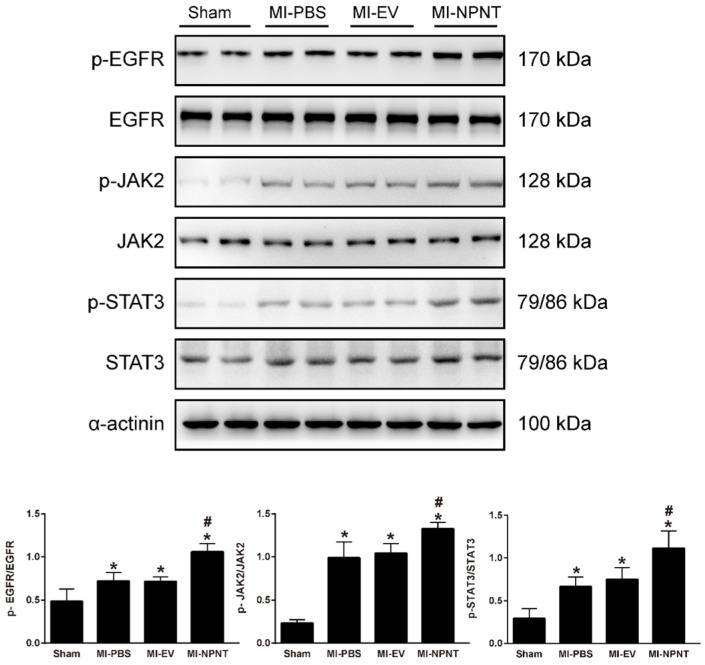 Sham MI-PBS MI-EV MI-NPNT
p-EGFR 170 kDa
EGFR 170 kDa
p-JAK2 128 kDa
JAK2 128 kDa
p-STAT3 79/86 kDa
STAT3 79/86 kDa
α-actinin 100 kDa
p- EGFR/EGFR
1.5
1.0
0.5
0.0
* * * #
Sham MI-PBS MI-EV MI-NPNT
p- JAK2/JAK2
1.5
1.0
0.5
0.0
* * * #
Sham MI-PBS MI-EV MI-NPNT
p-STAT3/STAT3
1.5
1.0
0.5
0.0
* * * #
Sham MI-PBS MI-EV MI-NPNT